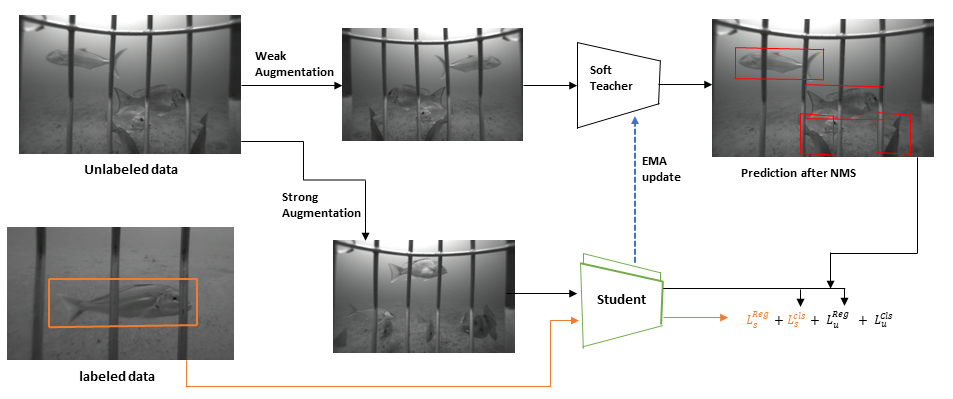 Weak
Augmentation
Soft
Teacher
Unlabeled data
EMA
update
Prediction after NMS
Strong
Augmentation
Student
labeled data
L_s^{Reg} + L_s^{cls} + L_u^{Reg} + L_u^{cls}